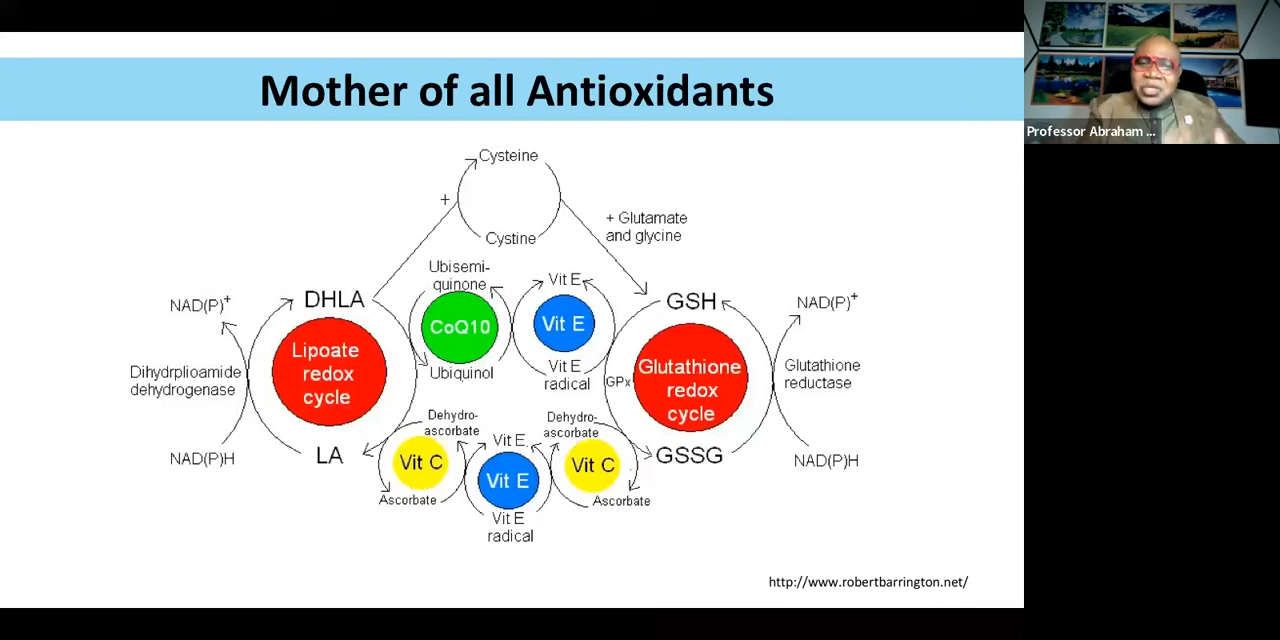 Mother of all Antioxidants
Professor Abraham ...
Cysteine
+
+ Glutamate
and glycine
Cystine
Ubisemi-
quinone
Vit E
NAD(P)+
DHLA
GSH
NAD(P)+
CoQ10
Vit E
Lipoate
redox
cycle
Glutathione
redox
cycle
Dihydrplioamide
dehydrogenase
Ubiquinol
Vit E
radical
GPx
Glutathione
reductase
Dehydro-
ascorbate
Dehydro-
ascorbate
NAD(P)H
LA
Vit C
Vit E
Vit C
GSSG
NAD(P)H
Vit E
Ascorbate
Ascorbate
Vit E
radical
http://www.robertbarrington.net/